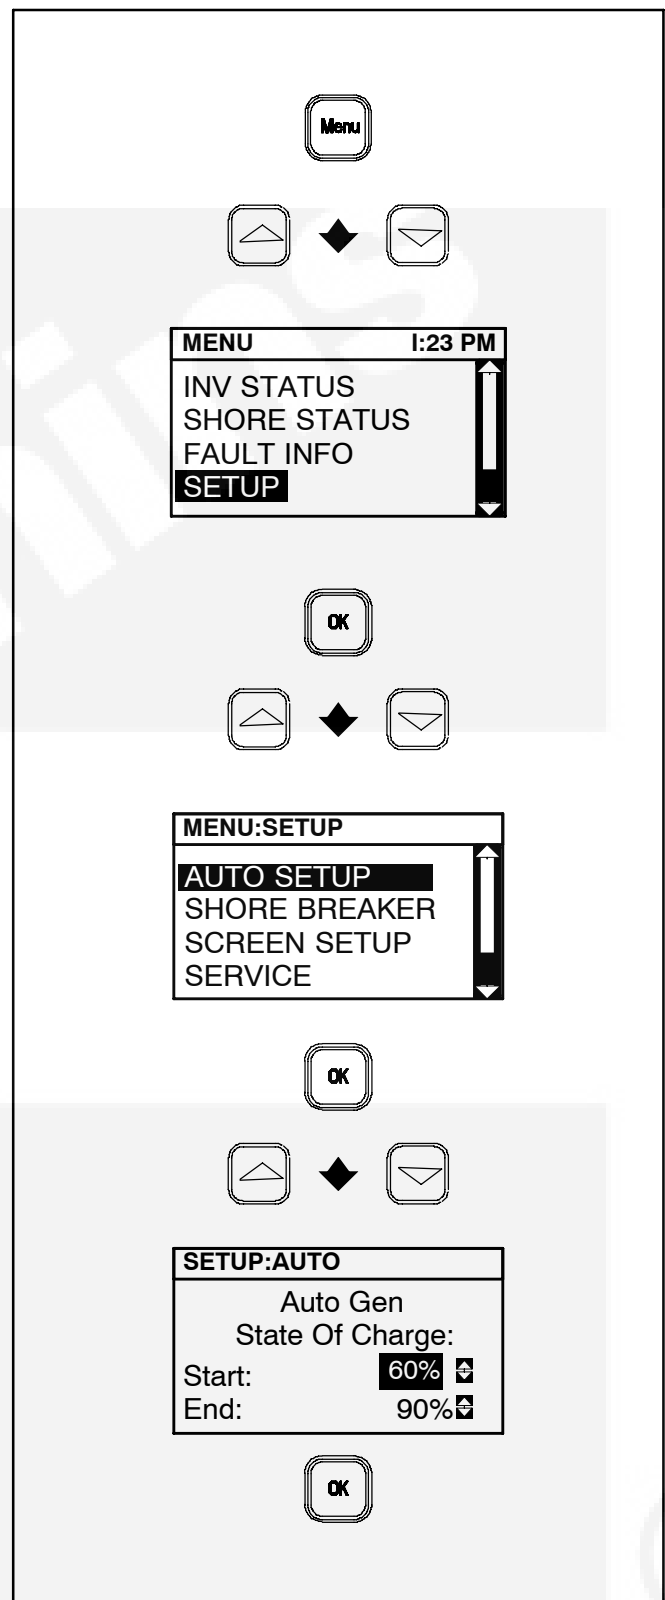 Menu
MENU I:23 PM
INV STATUS
SHORE STATUS
FAULT INFO
SETUP
OK
MENU:SETUP
AUTO SETUP
SHORE BREAKER
SCREEN SETUP
SERVICE
OK
SETUP:AUTO
Auto Gen
State Of Charge:
Start: 60%
End: 90%
OK